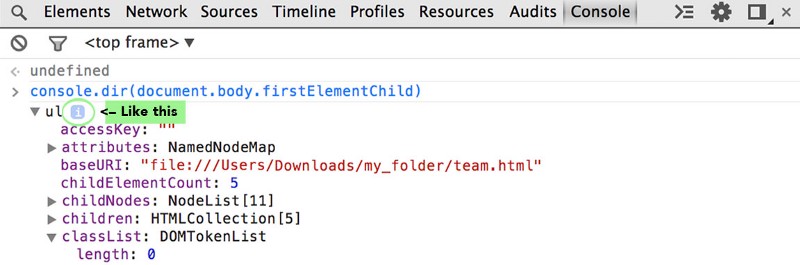 Elements Network Sources Timeline Profiles Resources Audits Console
<top frame> ▼
undefined
console.dir(document.body.firstElementChild)
▼ ul i <– Like this
accessKey: ""
▶ attributes: NamedNodeMap
baseURI: "file:///Users/Downloads/my_folder/team.html"
childElementCount: 5
▶ childNodes: NodeList[11]
▶ children: HTMLCollection[5]
▼ classList: DOMTokenList
length: 0